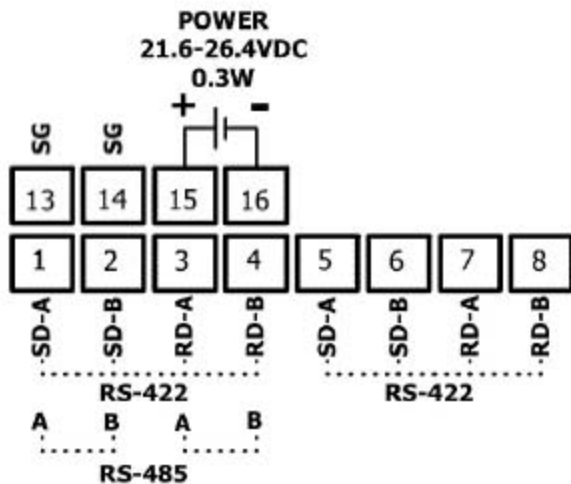 POWER
21.6-26.4VDC
0.3W
+ -
SG SG
13 14 15 16
1 2 3 4 5 6 7 8
SD-A SD-B RD-A RD-B SD-A SD-B RD-A RD-B
RS-422 RS-422
A B A B
RS-485